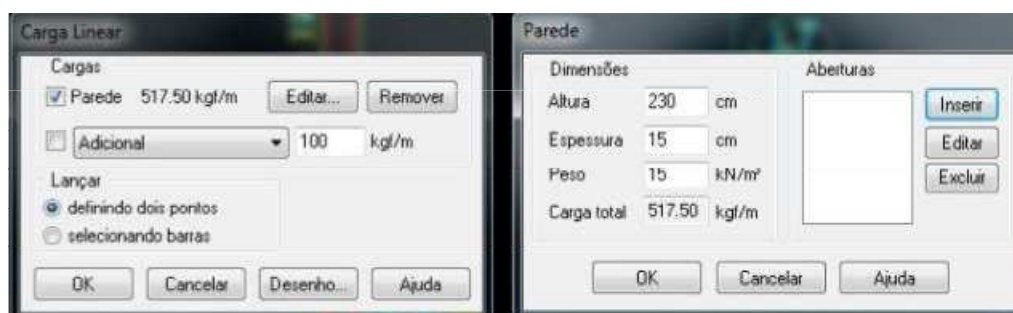 Carga Linear
Cargas
Parede 517.50 kgf/m Editar... Remover
Adicional 100 kgf/m
Lançar
definindo dois pontos
selecionando barras
OK Cancelar Desenho... Ajuda
Parede
Dimensões
Altura 230 cm
Espessura 15 cm
Peso 15 kN/m³
Carga total 517.50 kgf/m
Aberturas
Inserir
Editar
Excluir
OK Cancelar Ajuda